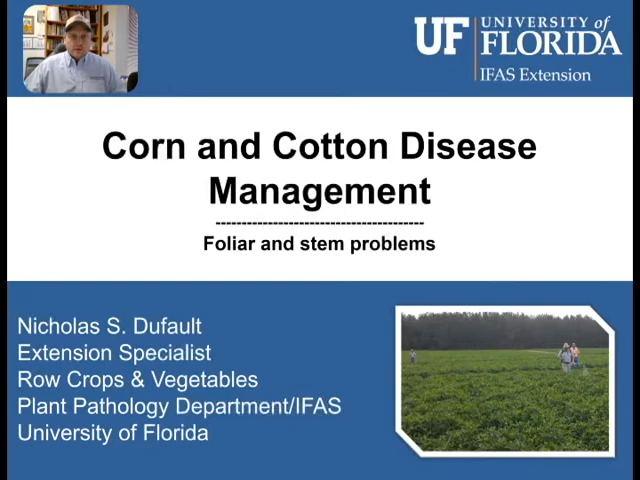 UF UNIVERSITY of
FLORIDA
IFAS Extension
Corn and Cotton Disease
Management
----------------------------------------
Foliar and stem problems
Nicholas S. Dufault
Extension Specialist
Row Crops & Vegetables
Plant Pathology Department/IFAS
University of Florida